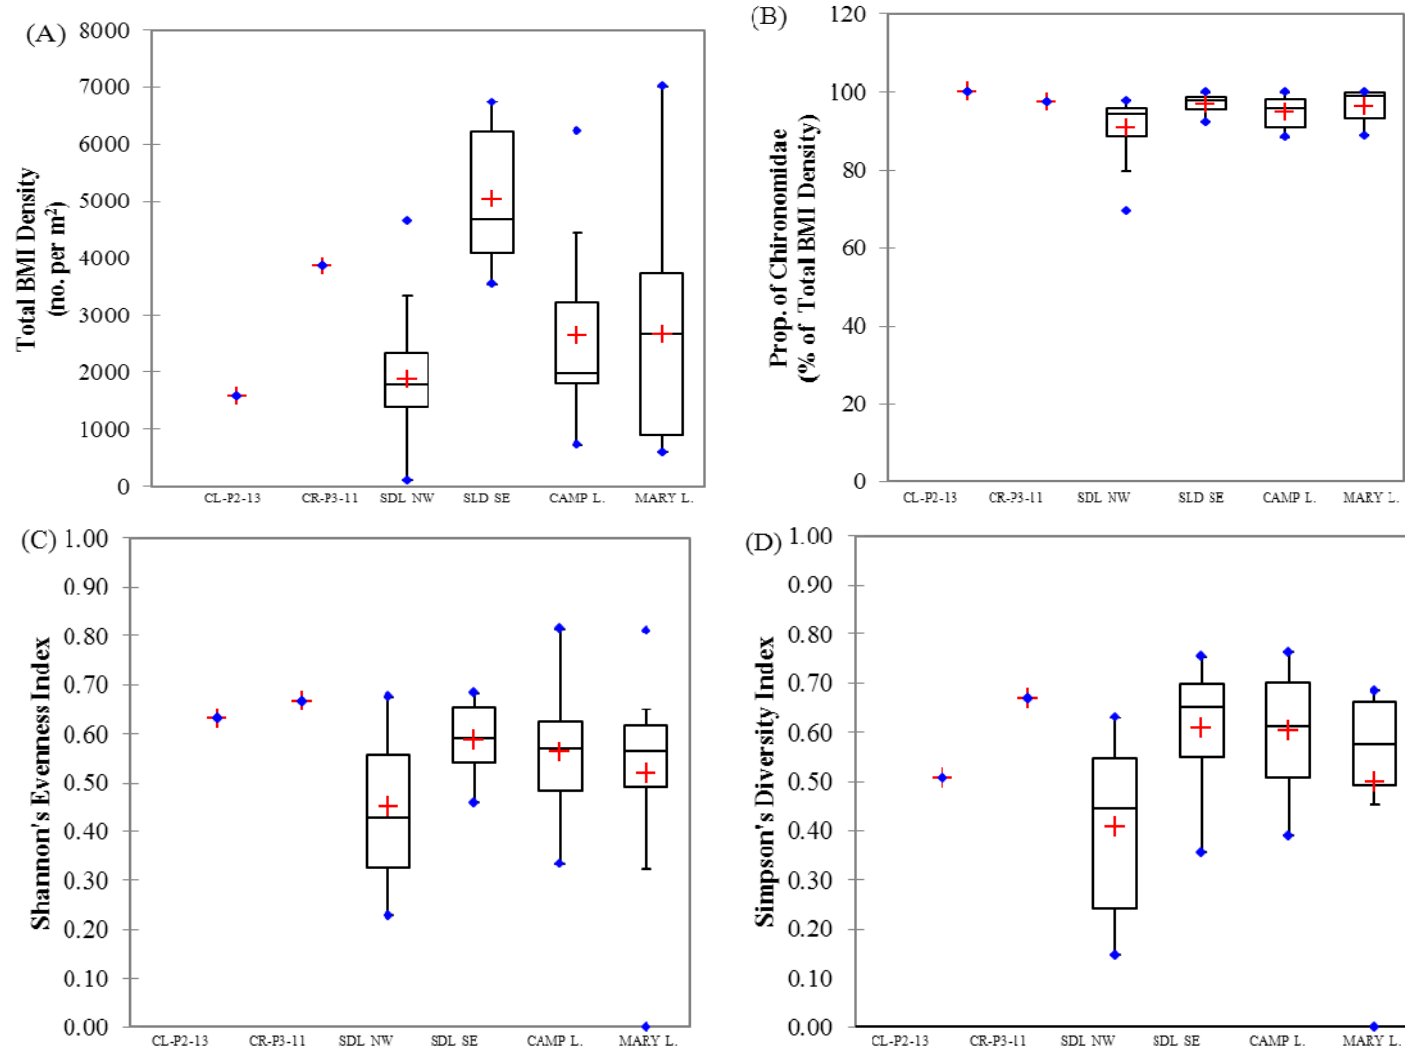 (A)
8000
7000
6000
5000
4000
3000
2000
1000
0
Total BMI Density
(no. per m²)
CL-P2-13 CR-P3-11 SDL NW SLD SE CAMP L. MARY L.
(B)
120
100
80
60
40
20
0
Prop. of Chironomidae
(% of Total BMI Density)
CL-P2-13 CR-P3-11 SDL NW SLD SE CAMP L. MARY L.
(C)
1.00
0.90
0.80
0.70
0.60
0.50
0.40
0.30
0.20
0.10
0.00
Shannon's Evenness Index
CL-P2-13 CR-P3-11 SDL NW SDL SE CAMP L. MARY L.
(D)
1.00
0.90
0.80
0.70
0.60
0.50
0.40
0.30
0.20
0.10
0.00
Simpson's Diversity Index
CL-P2-13 CR-P3-11 SDL NW SDL SE CAMP L. MARY L.